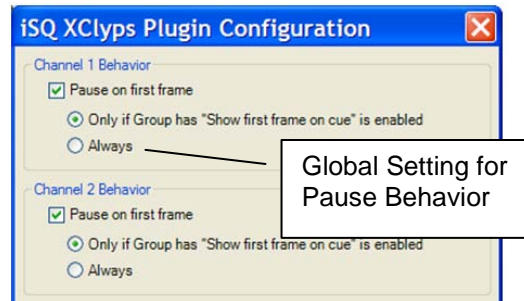 iSQ XClyps Plugin Configuration
Channel 1 Behavior
Pause on first frame
Only if Group has "Show first frame on cue" is enabled
Always
Global Setting for
Pause Behavior
Channel 2 Behavior
Pause on first frame
Only if Group has "Show first frame on cue" is enabled
Always